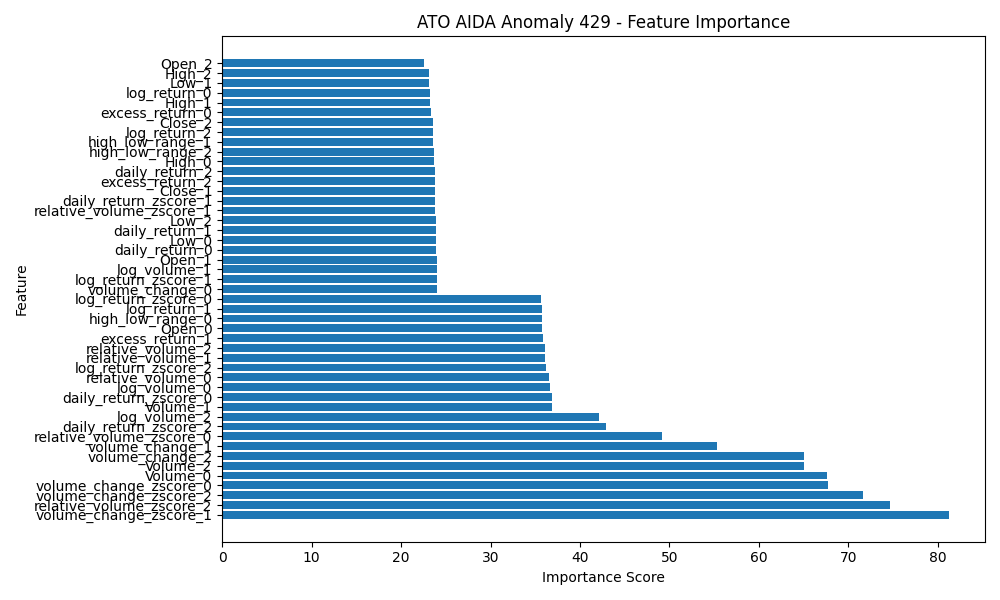 ATO AIDA Anomaly 429 - Feature Importance
Open_2
High_2
Low_1
log_return_0
High_1
excess_return_0
Close_2
log_return_2
high_low_range_1
high_low_range_2
High_0
daily_return_2
excess_return_2
Close_1
daily_return_zscore_1
relative_volume_zscore_1
Low_2
daily_return_1
Low_0
daily_return_0
Open_1
log_volume_1
log_return_zscore_1
volume_change_0
log_return_zscore_0
log_return_1
high_low_range_0
Open_0
excess_return_1
relative_volume_2
relative_volume_1
log_return_zscore_2
relative_volume_0
log_volume_0
daily_return_zscore_0
Volume_1
log_volume_2
daily_return_zscore_2
relative_volume_zscore_0
volume_change_1
volume_change_2
Volume_2
Volume_0
volume_change_zscore_0
volume_change_zscore_2
relative_volume_zscore_2
volume_change_zscore_1
Feature
0 10 20 30 40 50 60 70 80
Importance Score